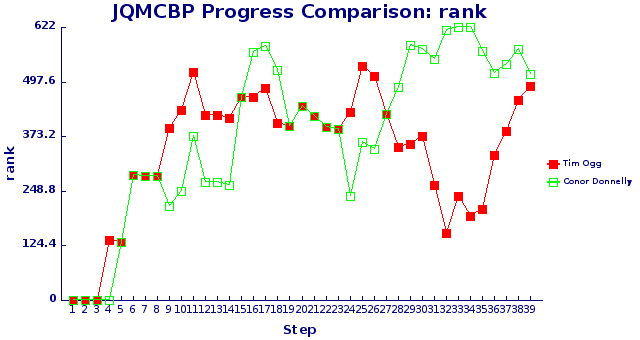 JQMCBP Progress Comparison: rank
622
497.6
373.2
248.8
124.4
0
rank
1 2 3 4 5 6 7 8 9 10 11 12 13 14 15 16 17 18 19 20 21 22 23 24 25 26 27 28 29 30 31 32 33 34 35 36 37 38 39
Step
Tim Ogg
Conor Donnelly